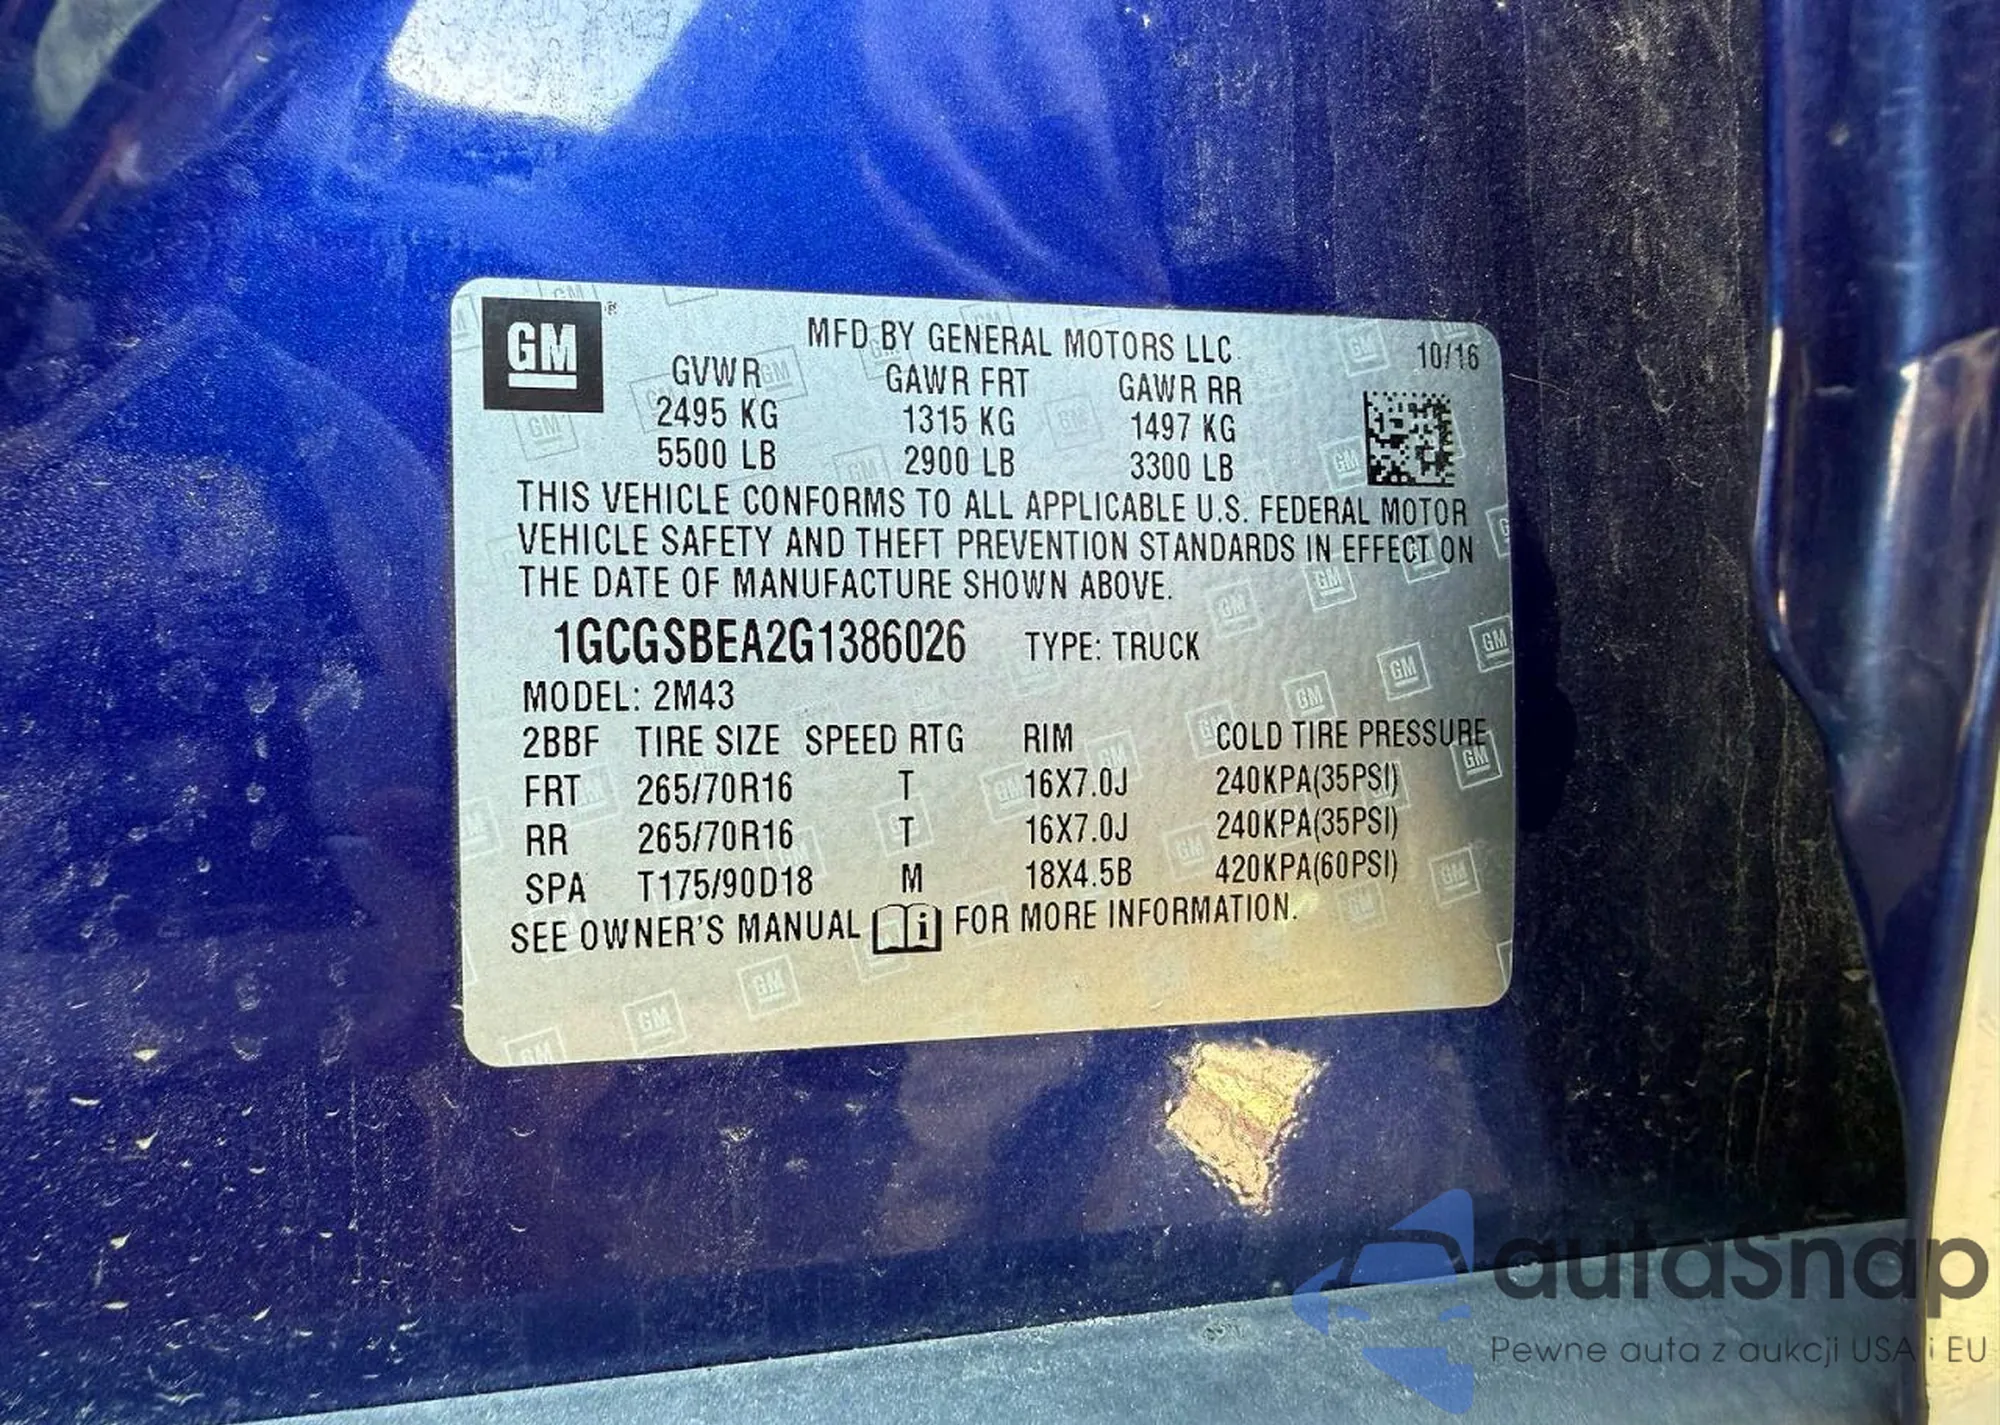 GM
MFD BY GENERAL MOTORS LLC
10/16
GVWR GAWR FRT GAWR RR
2495 KG 1315 KG 1497 KG
5500 LB 2900 LB 3300 LB
THIS VEHICLE CONFORMS TO ALL APPLICABLE U.S. FEDERAL MOTOR
VEHICLE SAFETY AND THEFT PREVENTION STANDARDS IN EFFECT ON
THE DATE OF MANUFACTURE SHOWN ABOVE.
1GCGSBEA2G1386026 TYPE: TRUCK
MODEL: 2M43
2BBF TIRE SIZE SPEED RTG RIM COLD TIRE PRESSURE
FRT 265/70R16 T 16X7.0J 240KPA(35PSI)
RR 265/70R16 T 16X7.0J 240KPA(35PSI)
SPA T175/90D18 M 18X4.5B 420KPA(60PSI)
SEE OWNER'S MANUAL i FOR MORE INFORMATION.
autaSnap
Pewne auta z aukcji USA i EU